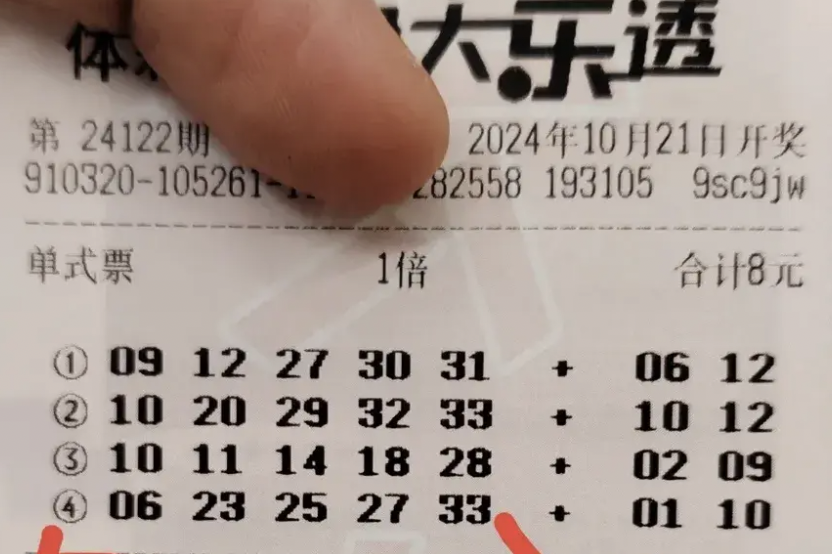 体 大乐透
第 24122期 2024年10月21日开奖
910320-105261- 282558 193105 9sc9jw
单式票 1倍 合计8元
① 09 12 27 30 31 + 06 12
② 10 20 29 32 33 + 10 12
③ 10 11 14 18 28 + 02 09
④ 06 23 25 27 33 + 01 10